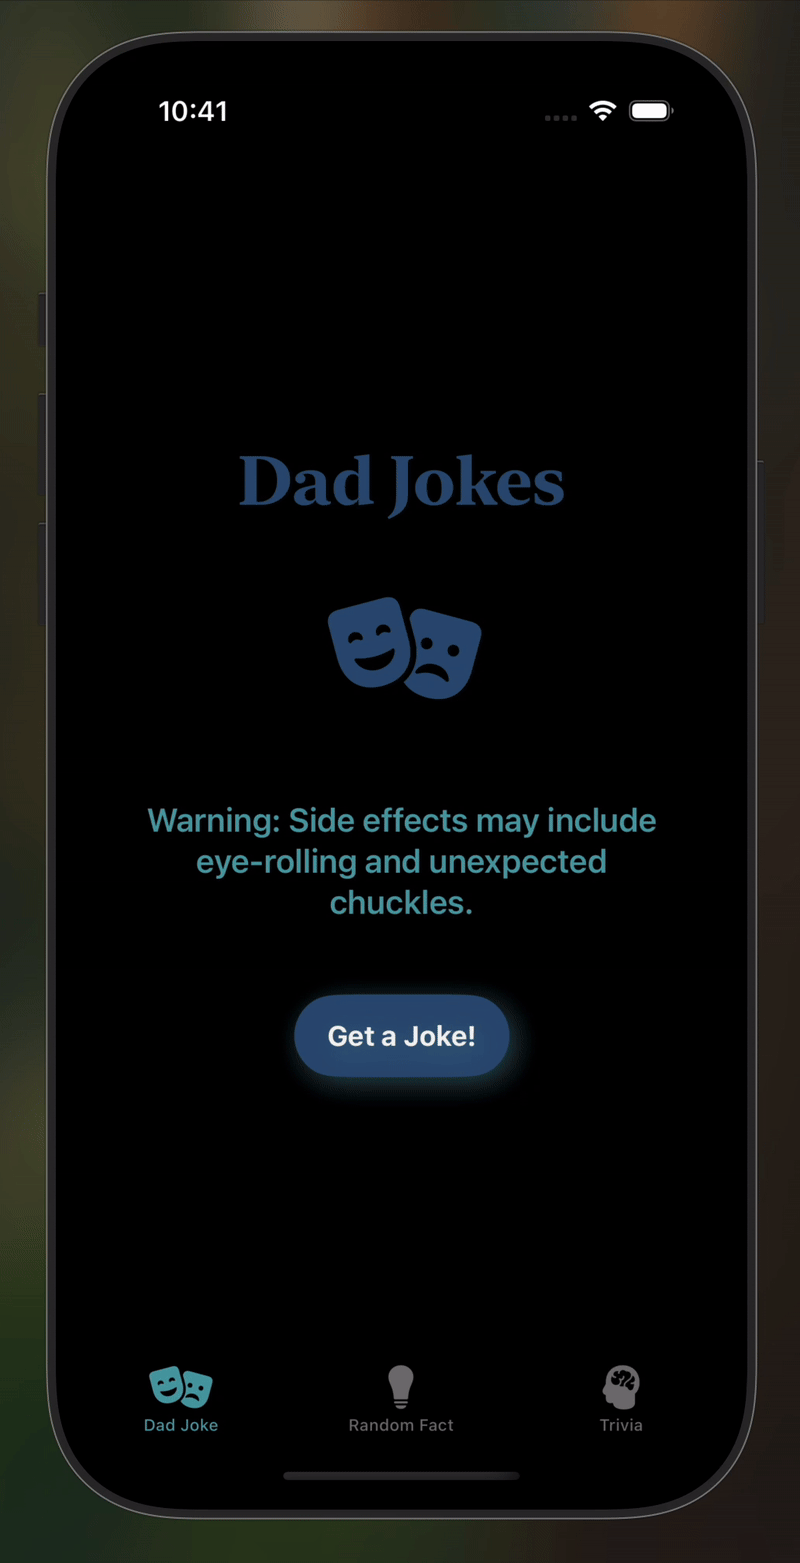 10:41
Dad Jokes
Warning: Side effects may include
eye-rolling and unexpected
chuckles.
Get a Joke!
Dad Joke
Random Fact
Trivia